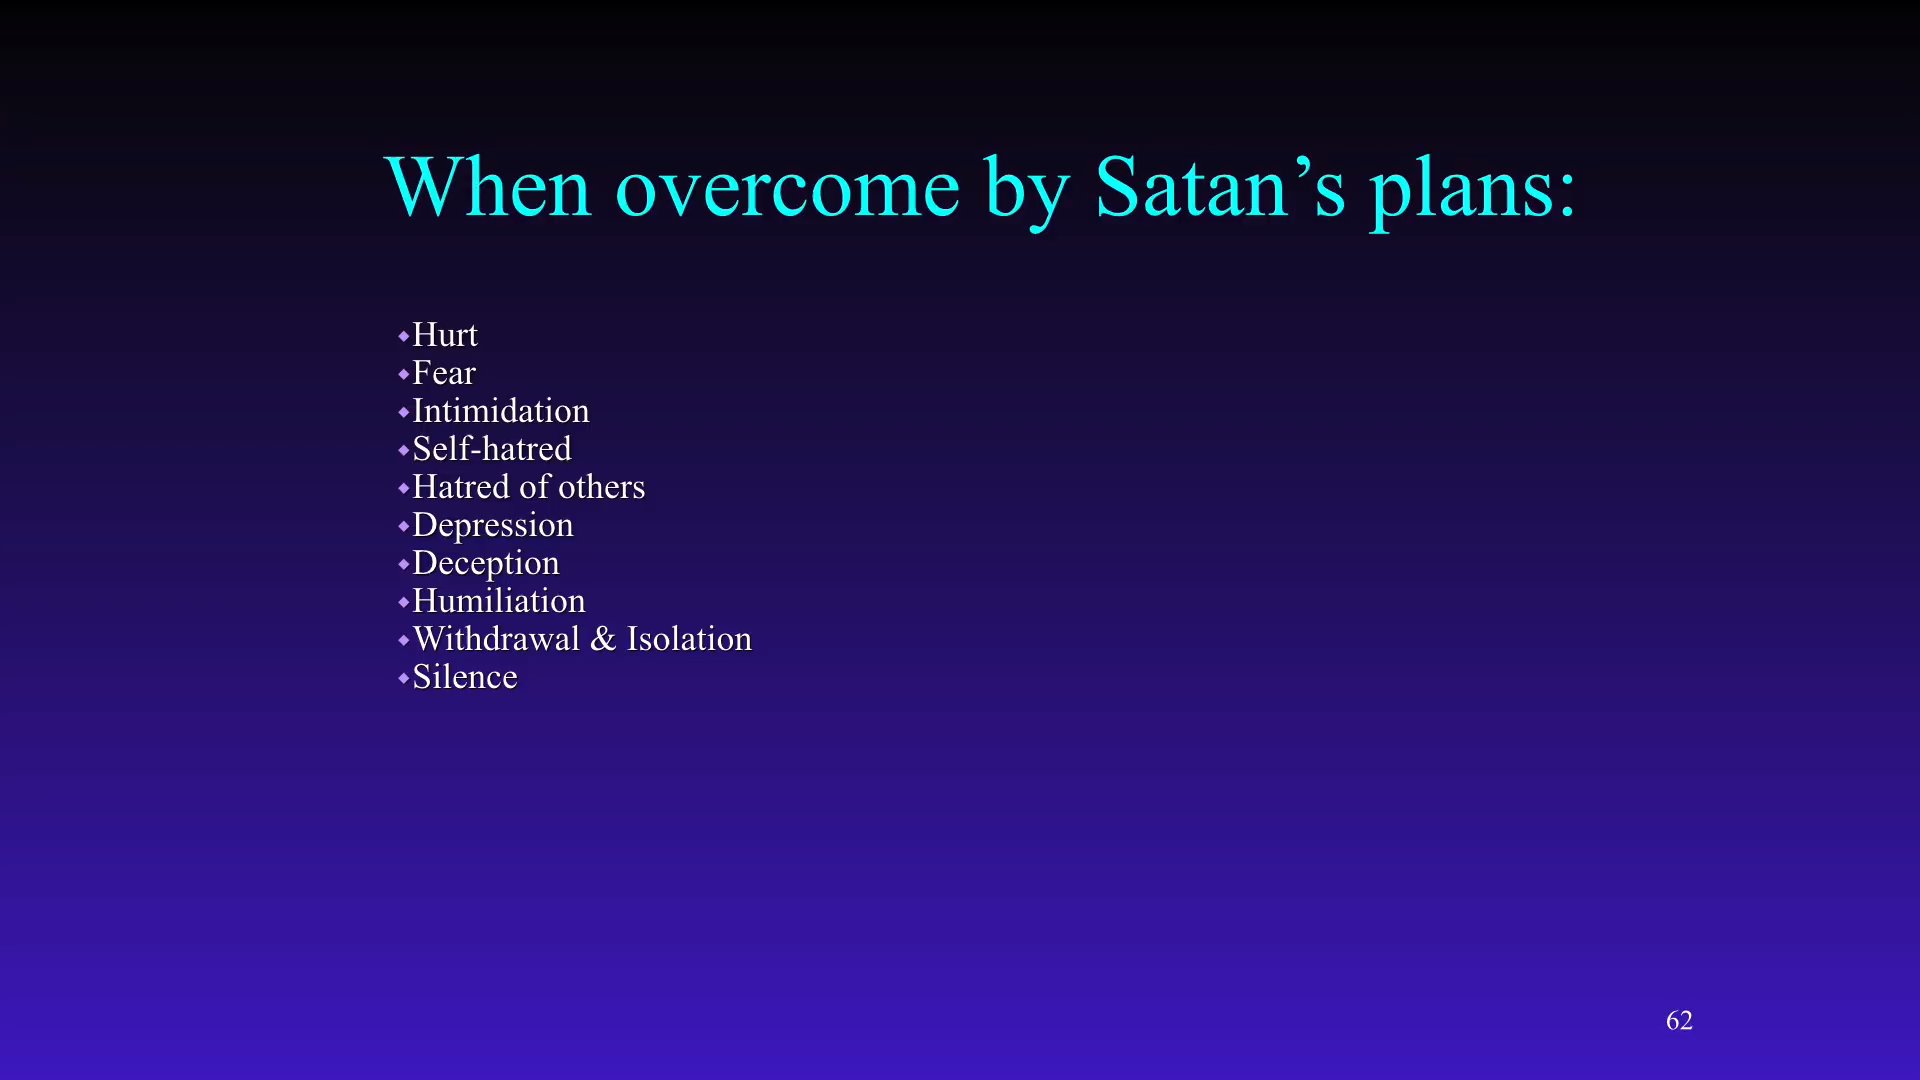 When overcome by Satan’s plans:
◆Hurt
◆Fear
◆Intimidation
◆Self-hatred
◆Hatred of others
◆Depression
◆Deception
◆Humiliation
◆Withdrawal & Isolation
◆Silence
62